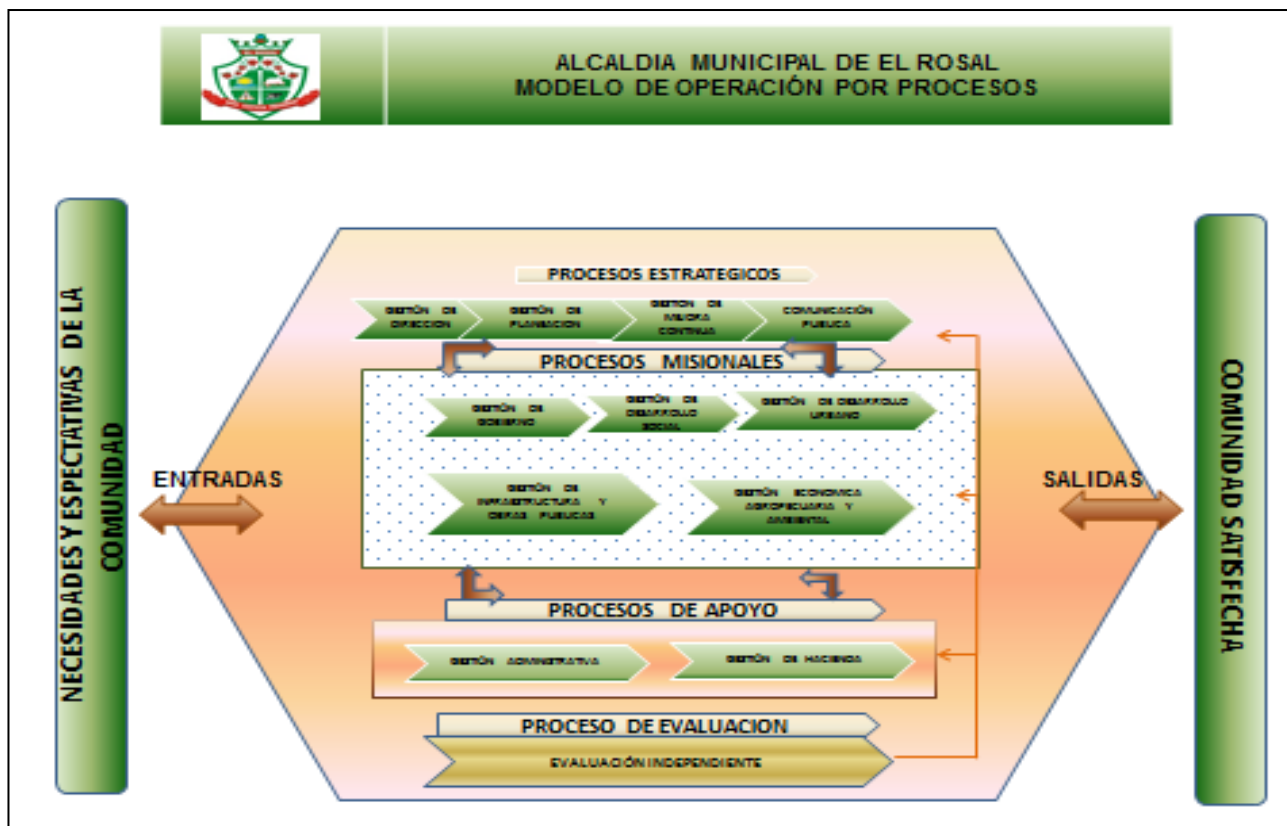 ALCALDIA MUNICIPAL DE EL ROSAL
MODELO DE OPERACIÓN POR PROCESOS
NECESIDADES Y ESPECTATIVAS DE LA
COMUNIDAD
ENTRADAS
PROCESOS ESTRATEGICOS
GESTIÓN DE
DIRECCION
GESTIÓN DE
PLANEACION
GESTIÓN DE
MEJORA
CONTINUA
COMUNICACIÓN
PUBLICA
PROCESOS MISIONALES
GESTIÓN DE
GOBIERNO
GESTIÓN DE
DESARROLLO
SOCIAL
GESTIÓN DE DESARROLLO
URBANO
GESTIÓN DE
INFRAESTRUCTURA Y
OBRAS PUBLICAS
GESTIÓN ECONOMICA
AGROPECUARIA Y
AMBIENTAL
PROCESOS DE APOYO
GESTIÓN ADMINISTRATIVA
GESTIÓN DE HACIENDA
PROCESO DE EVALUACION
EVALUACIÓN INDEPENDIENTE
SALIDAS
COMUNIDAD SATISFECHA